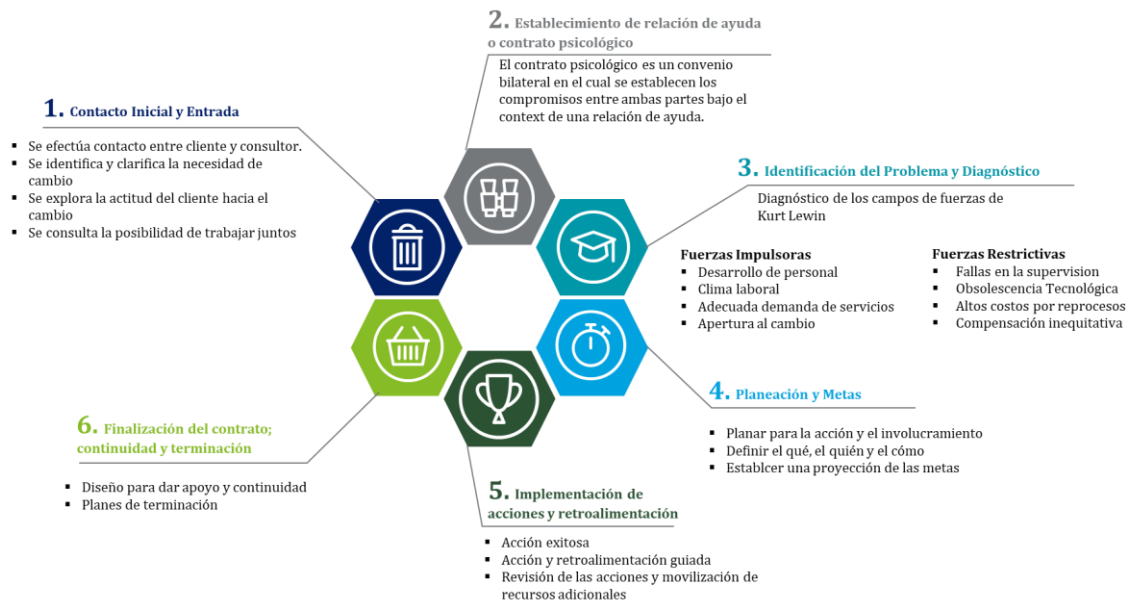 1. Contacto Inicial y Entrada
▪ Se efectúa contacto entre cliente y consultor.
▪ Se identifica y clarifica la necesidad de
cambio
▪ Se explora la actitud del cliente hacia el
cambio
▪ Se consulta la posibilidad de trabajar juntos
2. Establecimiento de relación de ayuda
o contrato psicológico
El contrato psicológico es un convenio
bilateral en el cual se establecen los
compromisos entre ambas partes bajo el
context de una relación de ayuda.
3. Identificación del Problema y Diagnóstico
Diagnóstico de los campos de fuerzas de
Kurt Lewin
Fuerzas Impulsoras
▪ Desarrollo de personal
▪ Clima laboral
▪ Adecuada demanda de servicios
▪ Apertura al cambio
Fuerzas Restrictivas
▪ Fallas en la supervision
▪ Obsolescencia Tecnológica
▪ Altos costos por reprocesos
▪ Compensación inequitativa
4. Planeación y Metas
▪ Planar para la acción y el involucramiento
▪ Definir el qué, el quién y el cómo
▪ Establcer una proyección de las metas
5. Implementación de
acciones y retroalimentación
▪ Acción exitosa
▪ Acción y retroalimentación guiada
▪ Revisión de las acciones y movilización de
recursos adicionales
6. Finalización del contrato;
continuidad y terminación
▪ Diseño para dar apoyo y continuidad
▪ Planes de terminación